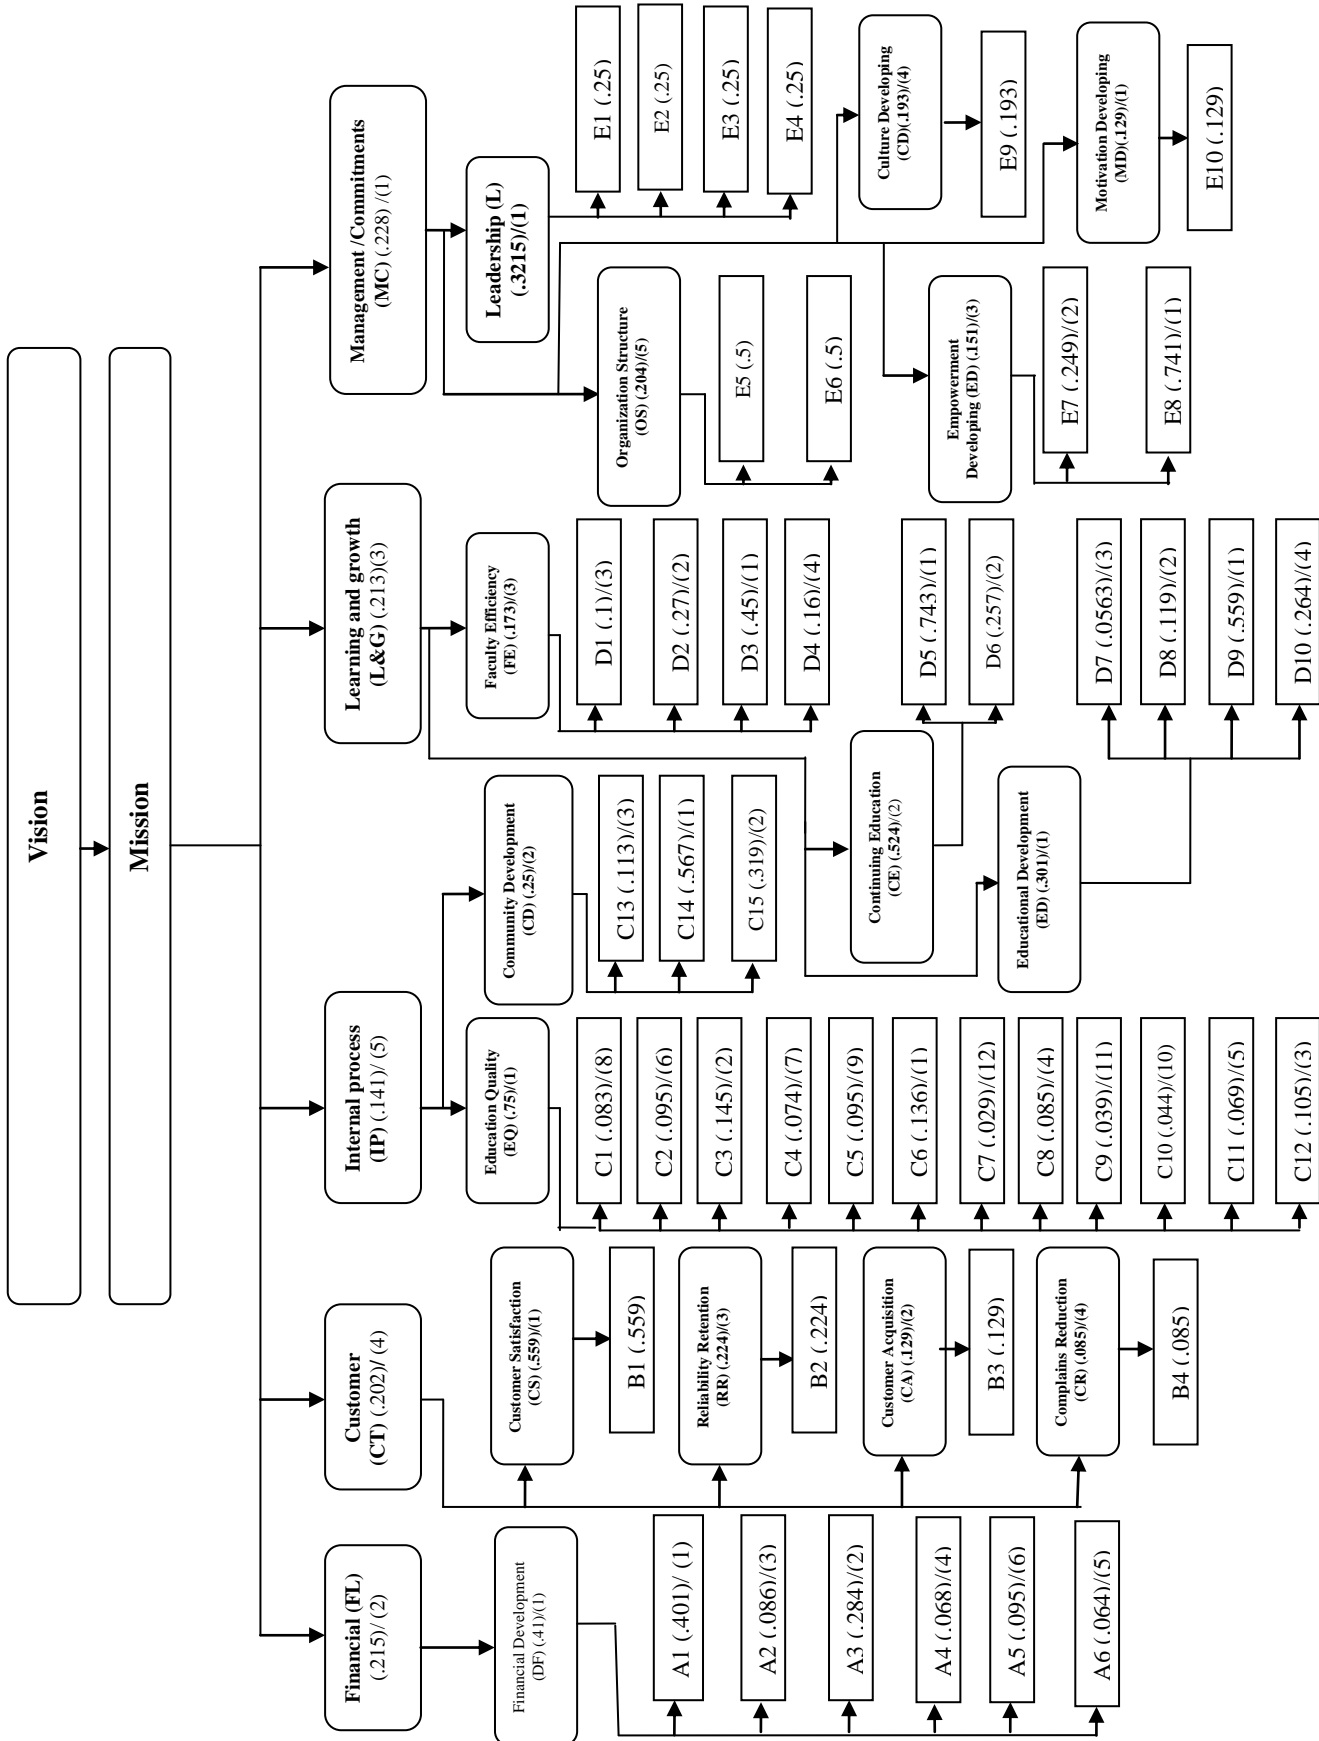 Vision
Mission
Financial (FL)
(.215)/ (2)
Customer
(CT) (.202)/ (4)
Internal process
(IP) (.141)/ (5)
Learning and growth
(L&G) (.213)(3)
Management /Commitments
(MC) (.228) /(1)
Financial Development
(DF) (.41)/(1)
A1 (.401)/ (1)
A2 (.086)/(3)
A3 (.284)/(2)
A4 (.068)/(4)
A5 (.095)/(6)
A6 (.064)/(5)
Customer Satisfaction
(CS) (.559)/(1)
B1 (.559)
Reliability Retention
(RR) (.224)/(3)
B2 (.224)
Customer Acquisition
(CA) (.129)/(2)
B3 (.129)
Complains Reduction
(CR) (.085)/(4)
B4 (.085)
Education Quality
(EQ) (.75)/(1)
C1 (.083)/(8)
C2 (.095)/(6)
C3 (.145)/(2)
C4 (.074)/(7)
C5 (.095)/(9)
C6 (.136)/(1)
C7 (.029)/(12)
C8 (.085)/(4)
C9 (.039)/(11)
C10 (.044)/(10)
C11 (.069)/(5)
C12 (.105)/(3)
Community Development
(CD) (.25)/(2)
C13 (.113)/(3)
C14 (.567)/(1)
C15 (.319)/(2)
Faculty Efficiency
(FE) (.173)/(3)
D1 (.1)/(3)
D2 (.27)/(2)
D3 (.45)/(1)
D4 (.16)/(4)
Continuing Education
(CE) (.524)/(2)
D5 (.743)/(1)
D6 (.257)/(2)
Educational Development
(ED) (.301)/(1)
D7 (.0563)/(3)
D8 (.119)/(2)
D9 (.559)/(1)
D10 (.264)/(4)
Leadership (L)
(.3215)/(1)
E1 (.25)
E2 (.25)
E3 (.25)
E4 (.25)
Organization Structure
(OS) (.204)/(5)
E5 (.5)
E6 (.5)
Empowerment
Developing (ED) (.151)/(3)
E7 (.249)/(2)
E8 (.741)/(1)
Culture Developing
(CD)(.193)/(4)
E9 (.193)
Motivation Developing
(MD)(.129)/(1)
E10 (.129)